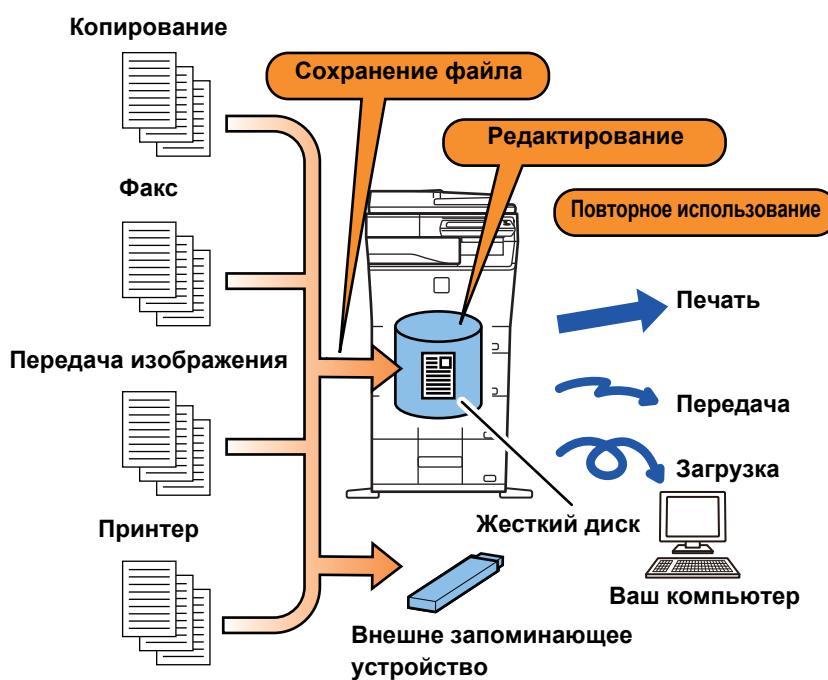 Копирование
Сохранение файла
Редактирование
Факс
Повторное использование
Печать
Передача изображения
Передача
Загрузка
Принтер
Жесткий диск
Ваш компьютер
Внешне запоминающее
устройство